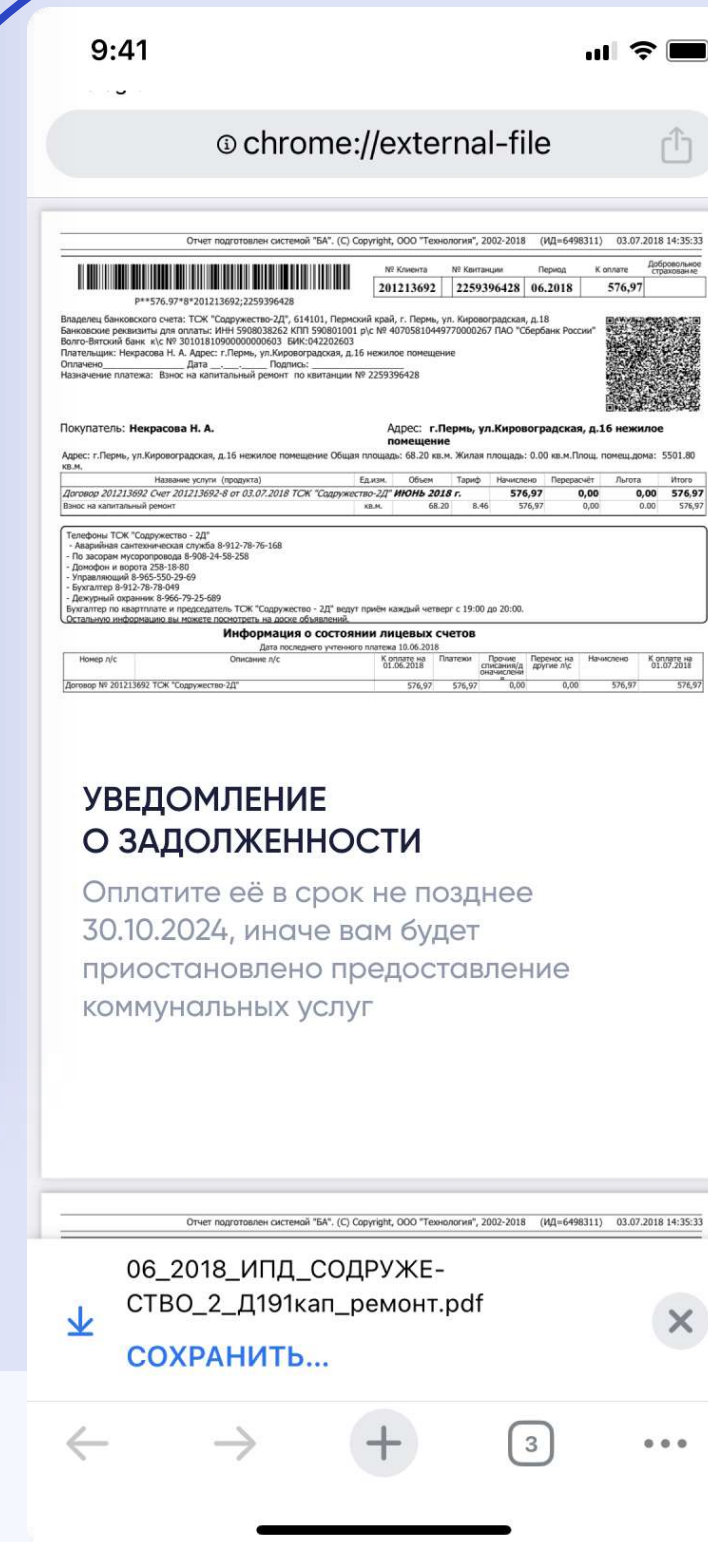 9:41
chrome://external-file
Отчет подготовлен системой "БА". (C) Copyright, ООО "Технология", 2002-2018 (ИД=6498311) 03.07.2018 14:35:33
№ Клиента № Квитанции Период К оплате Добровольное страхование
201213692 2259396428 06.2018 576,97
P**576.97*8*201213692;2259396428
Владелец банковского счета: ТСЖ "Содружество-2Д", 614101, Пермский край, г. Пермь, ул. Кировоградская, д.18
Банковские реквизиты для оплаты: ИНН 5908038262 КПП 590801001 р\с № 40705810449770000267 ПАО "Сбербанк России"
Волго-Вятский банк к\с № 30101810900000000603 БИК:042202603
Плательщик: Некрасова Н. А. Адрес: г.Пермь, ул.Кировоградская, д.16 нежилое помещение
Оплачено__________ Дата __.__.____ Подпись: ______________
Назначение платежа: Взнос на капитальный ремонт по квитанции № 2259396428
Покупатель: Некрасова Н. А. Адрес: г.Пермь, ул.Кировоградская, д.16 нежилое
помещение
Адрес: г.Пермь, ул.Кировоградская, д.16 нежилое помещение Общая площадь: 68.20 кв.м. Жилая площадь: 0.00 кв.м.Площ. помещ.дома: 5501.80
кв.м.
Название услуги (продукта) Ед.изм. Объем Тариф Начислено Перерасчёт Льгота Итого
Договор 201213692 Счет 201213692-8 от 03.07.2018 ТСЖ "Содружество-2Д" ИЮНЬ 2018 г. 576,97 0,00 0,00 576,97
Взнос на капитальный ремонт кв.м. 68.20 8.46 576,97 0,00 0.00 576,97
Телефоны ТСЖ "Содружество - 2Д"
- Аварийная сантехническая служба 8-912-78-76-168
- По засорам мусоропровода 8-908-24-58-258
- Домофон и ворота 258-18-80
- Управляющий 8-965-550-29-69
- Бухгалтер 8-912-78-78-049
- Дежурный охранник 8-966-79-25-689
Бухгалтер по квартплате и председатель ТСЖ "Содружество - 2Д" ведут приём каждый четверг с 19:00 до 20:00.
Остальную информацию вы можете посмотреть на доске объявлений.
Информация о состоянии лицевых счетов
Дата последнего учтенного платежа 10.06.2018
Номер л/с Описание л/с К оплате на 01.06.2018 Платежи Прочие списания/доначисления Перенос на другие л\с Начислено К оплате на 01.07.2018
Договор № 201213692 ТСЖ "Содружество-2Д" 576,97 576,97 0,00 0,00 576,97 576,97
УВЕДОМЛЕНИЕ
О ЗАДОЛЖЕННОСТИ
Оплатите её в срок не позднее
30.10.2024, иначе вам будет
приостановлено предоставление
коммунальных услуг
Отчет подготовлен системой "БА". (C) Copyright, ООО "Технология", 2002-2018 (ИД=6498311) 03.07.2018 14:35:33
06_2018_ИПД_СОДРУЖЕ-
СТВО_2_Д191кап_ремонт.pdf
СОХРАНИТЬ...
3